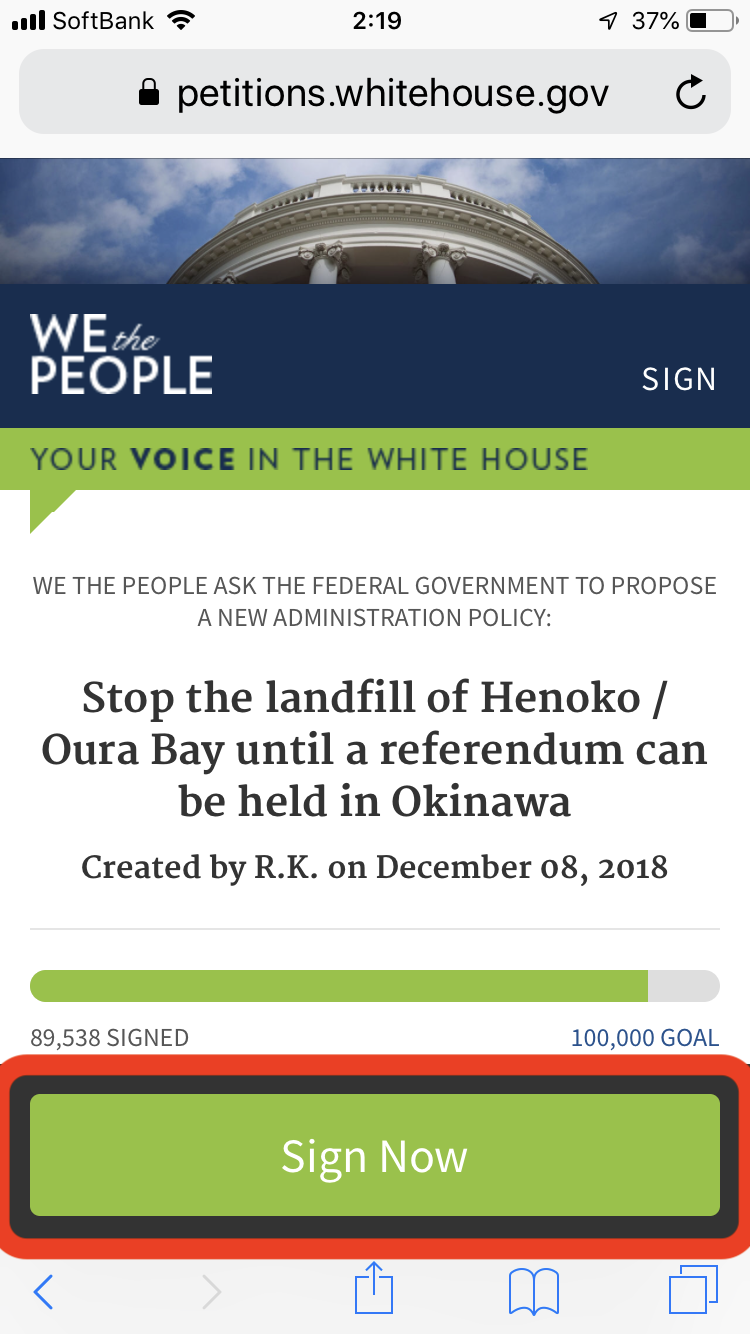 SoftBank 2:19 37%
petitions.whitehouse.gov
WE the
PEOPLE
SIGN
YOUR VOICE IN THE WHITE HOUSE
WE THE PEOPLE ASK THE FEDERAL GOVERNMENT TO PROPOSE
A NEW ADMINISTRATION POLICY:
Stop the landfill of Henoko /
Oura Bay until a referendum can
be held in Okinawa
Created by R.K. on December 08, 2018
89,538 SIGNED 100,000 GOAL
Sign Now